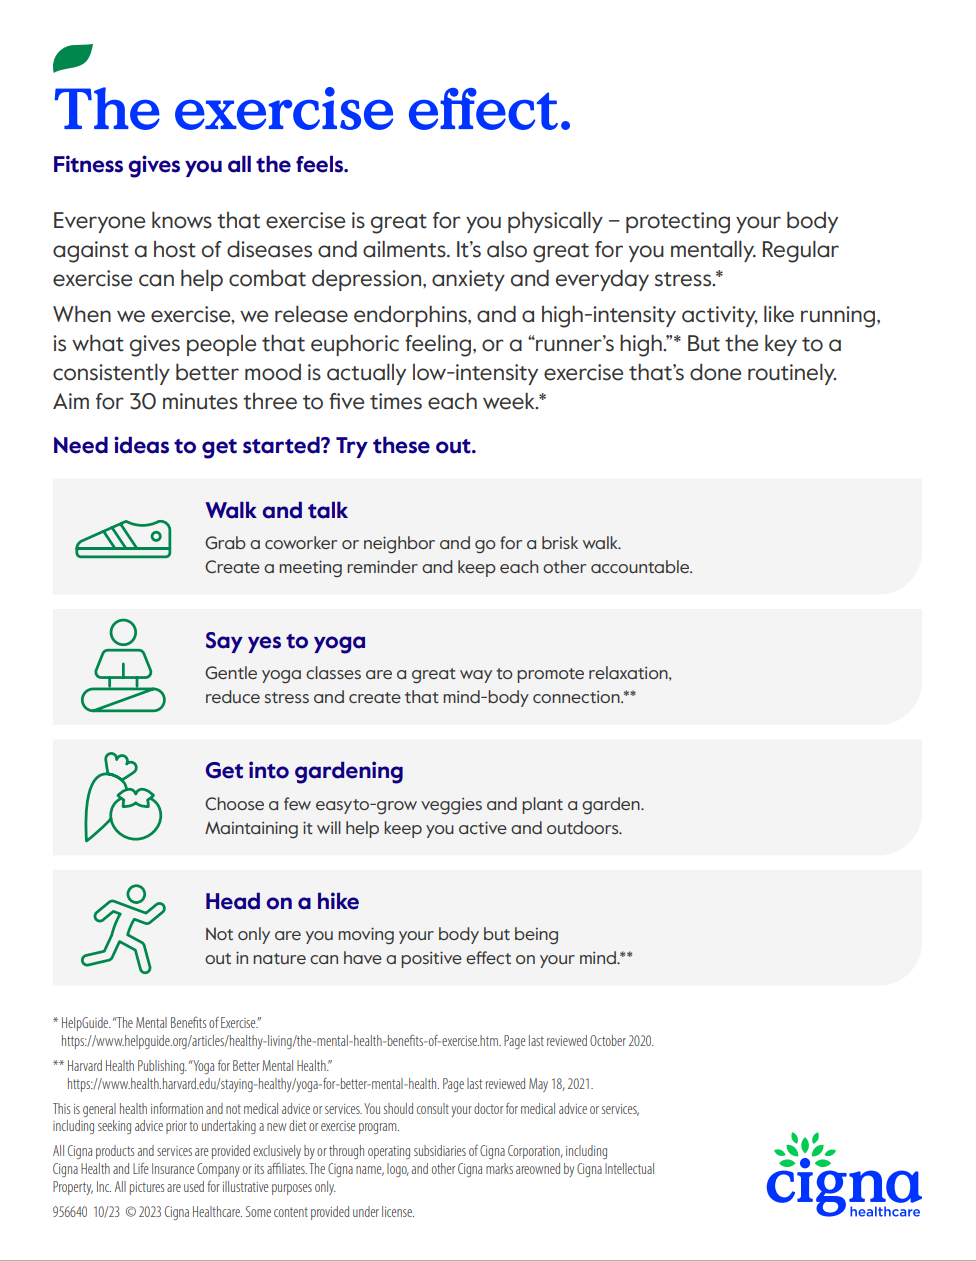 The exercise effect.
Fitness gives you all the feels.
Everyone knows that exercise is great for you physically – protecting your body
against a host of diseases and ailments. It’s also great for you mentally. Regular
exercise can help combat depression, anxiety and everyday stress.*
When we exercise, we release endorphins, and a high-intensity activity, like running,
is what gives people that euphoric feeling, or a “runner’s high.”* But the key to a
consistently better mood is actually low-intensity exercise that’s done routinely.
Aim for 30 minutes three to five times each week.*
Need ideas to get started? Try these out.
Walk and talk
Grab a coworker or neighbor and go for a brisk walk.
Create a meeting reminder and keep each other accountable.
Say yes to yoga
Gentle yoga classes are a great way to promote relaxation,
reduce stress and create that mind-body connection.**
Get into gardening
Choose a few easyto-grow veggies and plant a garden.
Maintaining it will help keep you active and outdoors.
Head on a hike
Not only are you moving your body but being
out in nature can have a positive effect on your mind.**
* HelpGuide. “The Mental Benefits of Exercise.”
https://www.helpguide.org/articles/healthy-living/the-mental-health-benefits-of-exercise.htm. Page last reviewed October 2020.
** Harvard Health Publishing. “Yoga for Better Mental Health.”
https://www.health.harvard.edu/staying-healthy/yoga-for-better-mental-health. Page last reviewed May 18, 2021.
This is general health information and not medical advice or services. You should consult your doctor for medical advice or services,
including seeking advice prior to undertaking a new diet or exercise program.
All Cigna products and services are provided exclusively by or through operating subsidiaries of Cigna Corporation, including
Cigna Health and Life Insurance Company or its affiliates. The Cigna name, logo, and other Cigna marks areowned by Cigna Intellectual
Property, Inc. All pictures are used for illustrative purposes only.
956640 10/23 © 2023 Cigna Healthcare. Some content provided under license.
cigna
healthcare